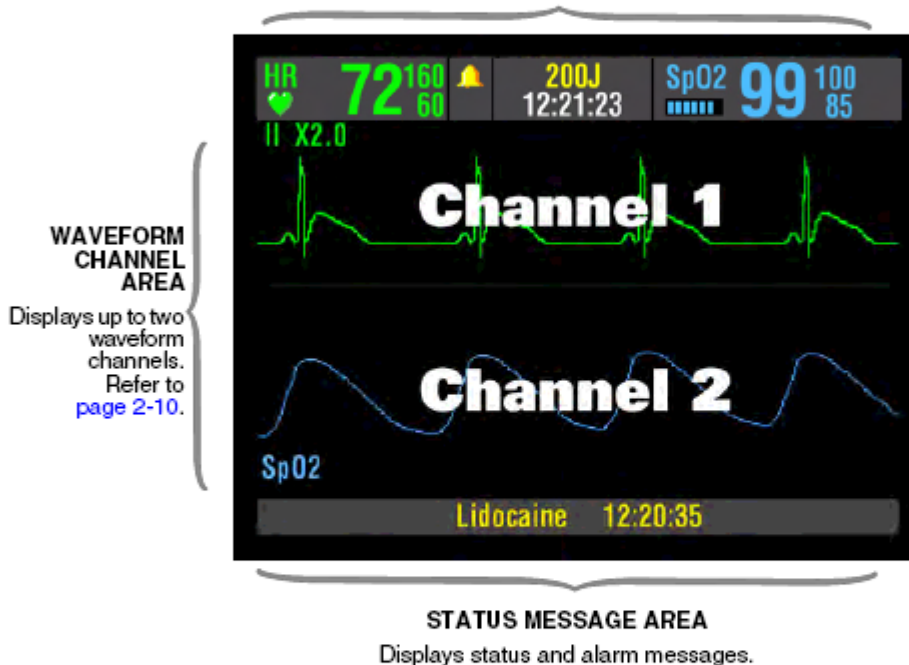 HR 72 160 60
200J
12:21:23
SpO2 99 100 85
II X2.0
Channel 1
WAVEFORM
CHANNEL
AREA
Displays up to two
waveform
channels.
Refer to
page 2-10.
Channel 2
SpO2
Lidocaine 12:20:35
STATUS MESSAGE AREA
Displays status and alarm messages.